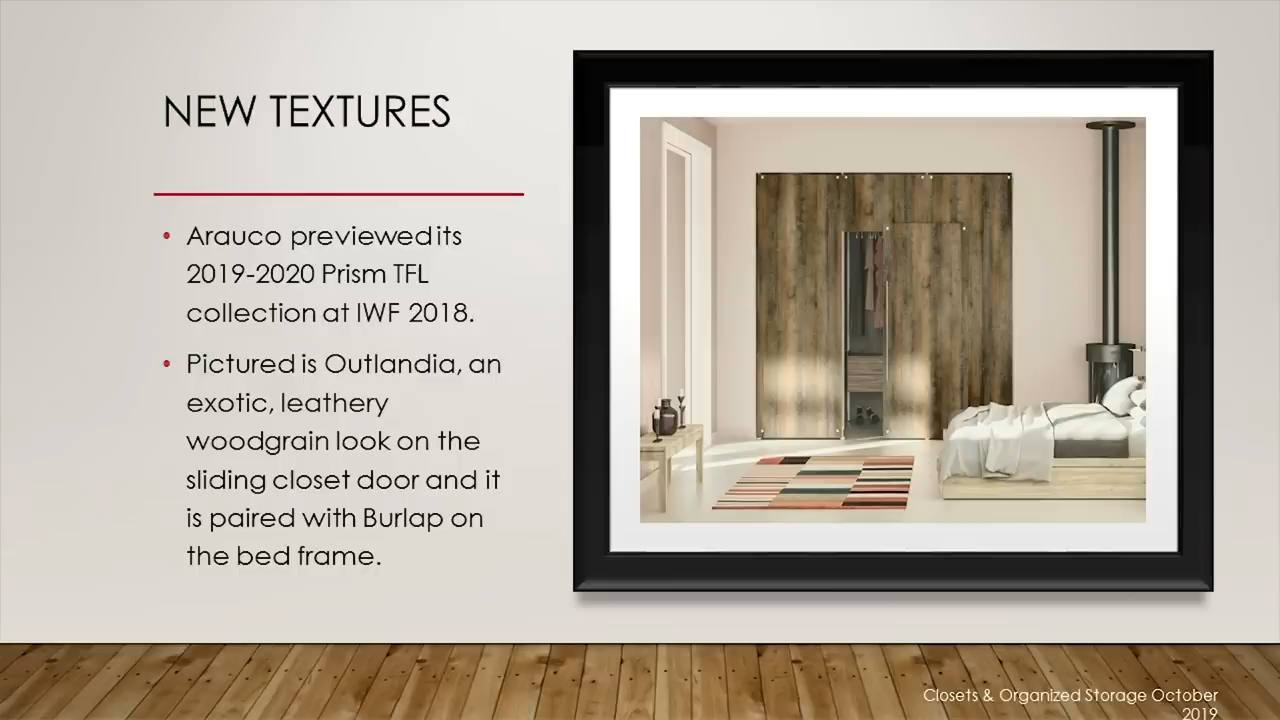 NEW TEXTURES
• Arauco previewed its
2019-2020 Prism TFL
collection at IWF 2018.
• Pictured is Outlandia, an
exotic, leathery
woodgrain look on the
sliding closet door and it
is paired with Burlap on
the bed frame.
Closets & Organized Storage October
2019